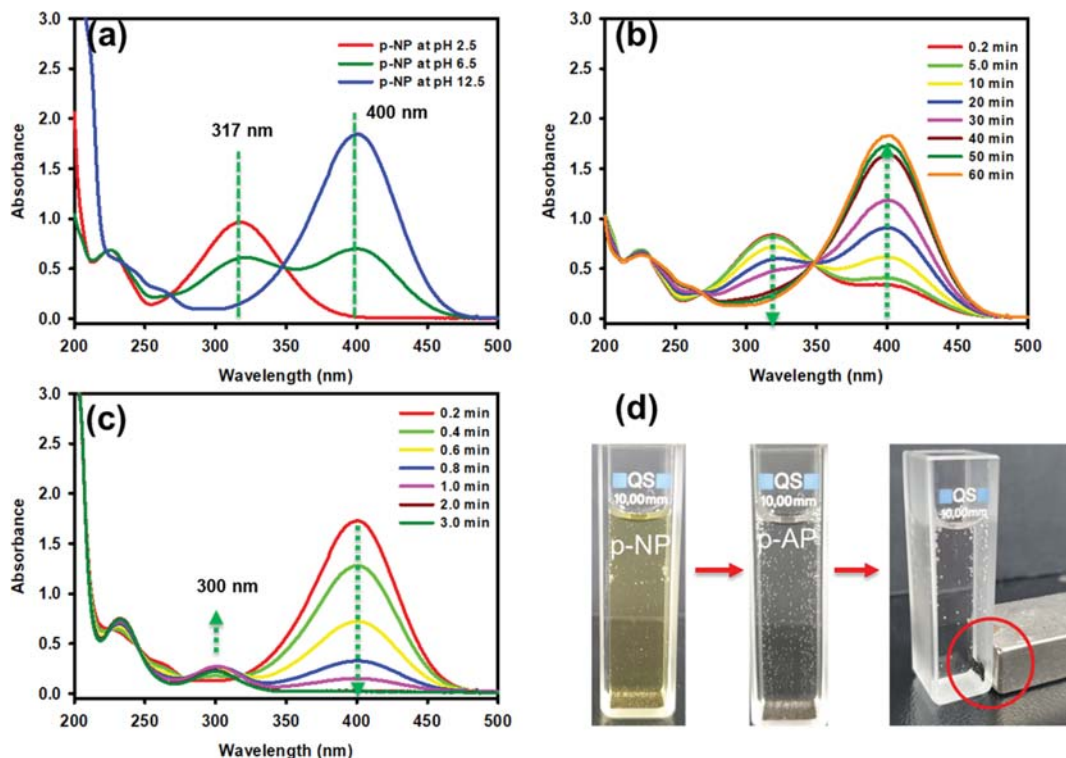 (a)
p-NP at pH 2.5
p-NP at pH 6.5
p-NP at pH 12.5
317 nm
400 nm
Absorbance
3.0
2.5
2.0
1.5
1.0
0.5
0.0
200 250 300 350 400 450 500
Wavelength (nm)
(b)
0.2 min
5.0 min
10 min
20 min
30 min
40 min
50 min
60 min
Absorbance
3.0
2.5
2.0
1.5
1.0
0.5
0.0
200 250 300 350 400 450 500
Wavelength (nm)
(c)
0.2 min
0.4 min
0.6 min
0.8 min
1.0 min
2.0 min
3.0 min
300 nm
Absorbance
3.0
2.5
2.0
1.5
1.0
0.5
0.0
200 250 300 350 400 450 500
Wavelength (nm)
(d)
QS
10,00mm
p-NP
QS
10,00mm
p-AP
QS
10,00mm